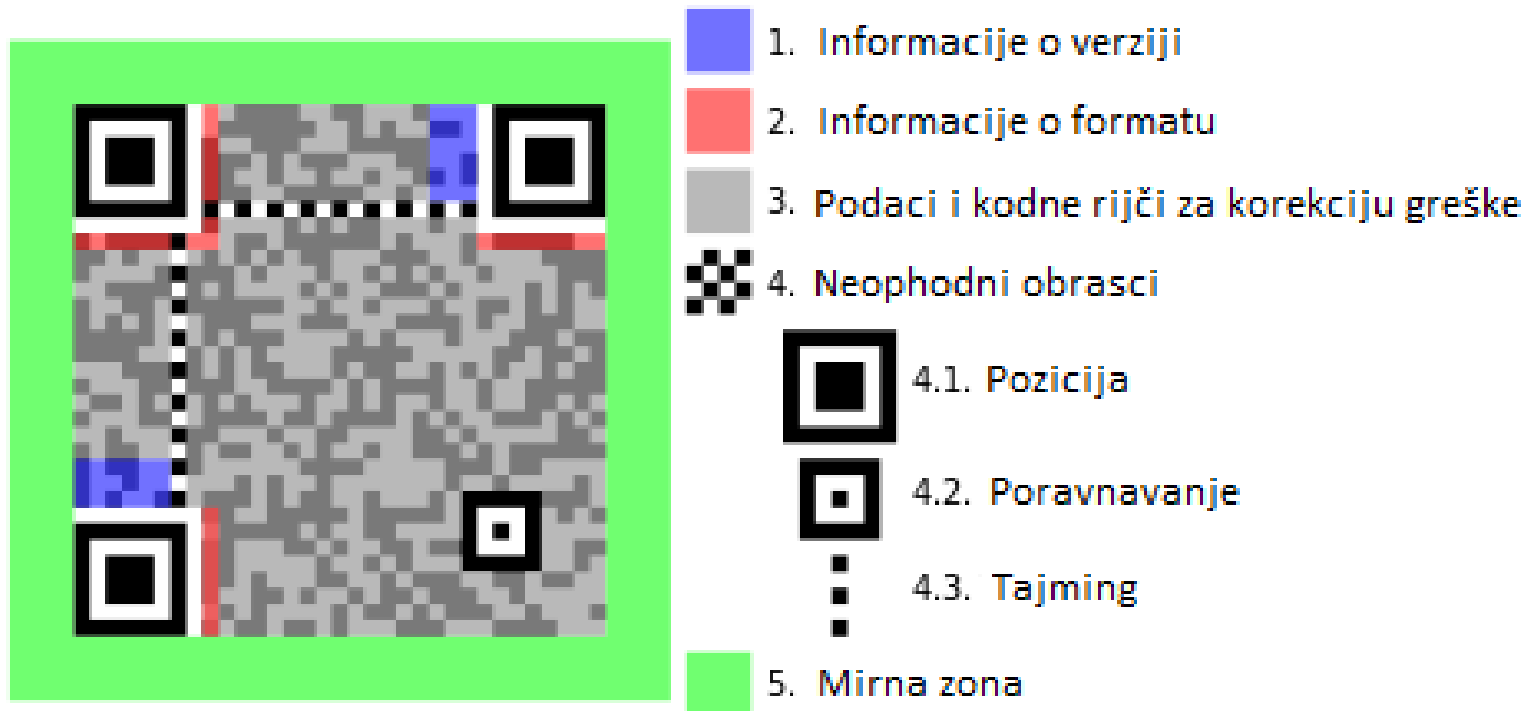 1. Informacije o verziji
2. Informacije o formatu
3. Podaci i kodne rijči za korekciju greške
4. Neophodni obrasci
4.1. Pozicija
4.2. Poravnavanje
4.3. Tajming
5. Mirna zona